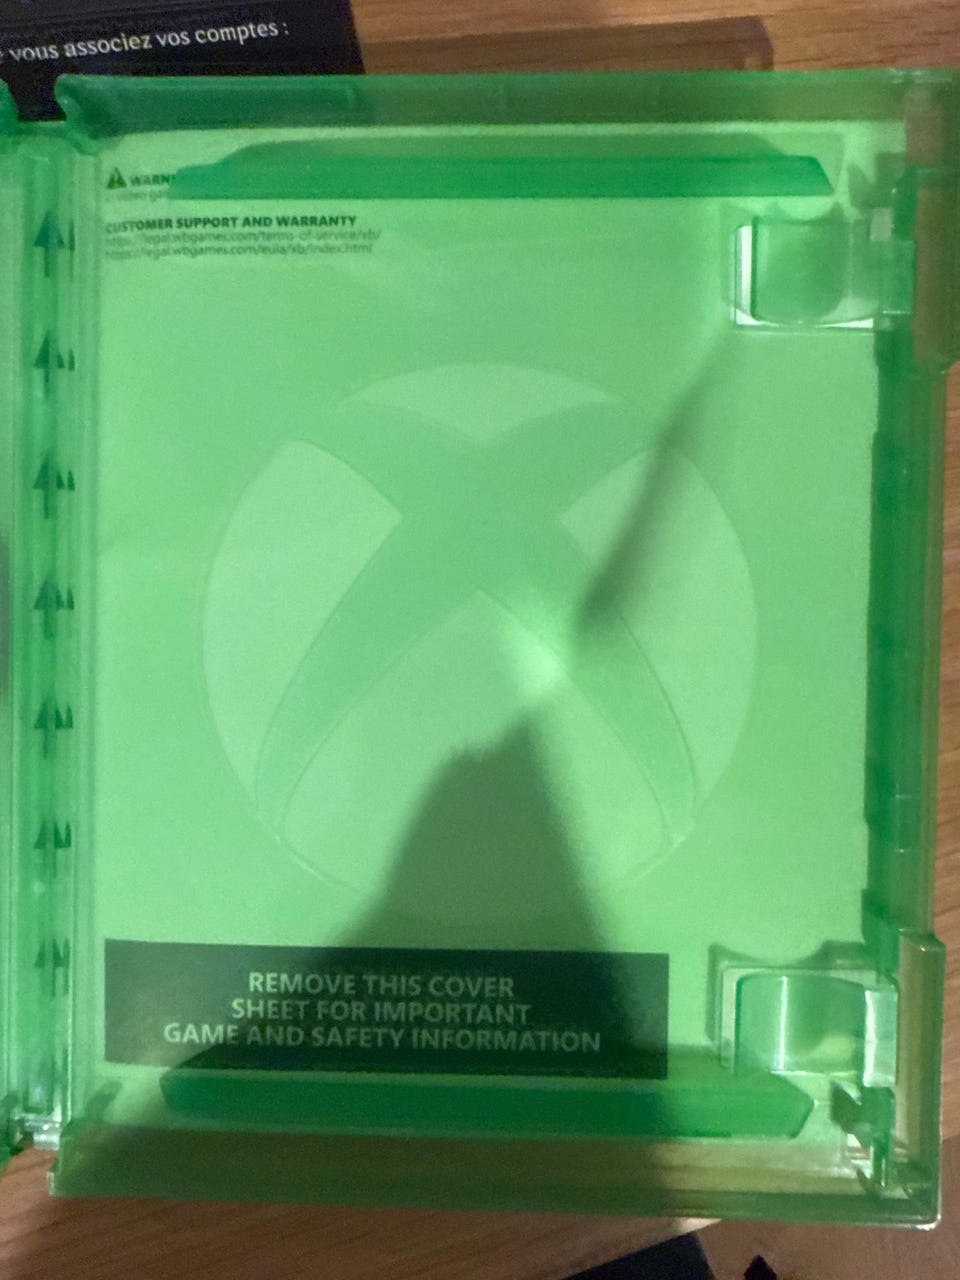 vous associez vos comptes :
CUSTOMER SUPPORT AND WARRANTY
https://legal.wbgames.com/terms-of-service/xb/
https://legal.wbgames.com/eula/xb/index.html
REMOVE THIS COVER
SHEET FOR IMPORTANT
GAME AND SAFETY INFORMATION